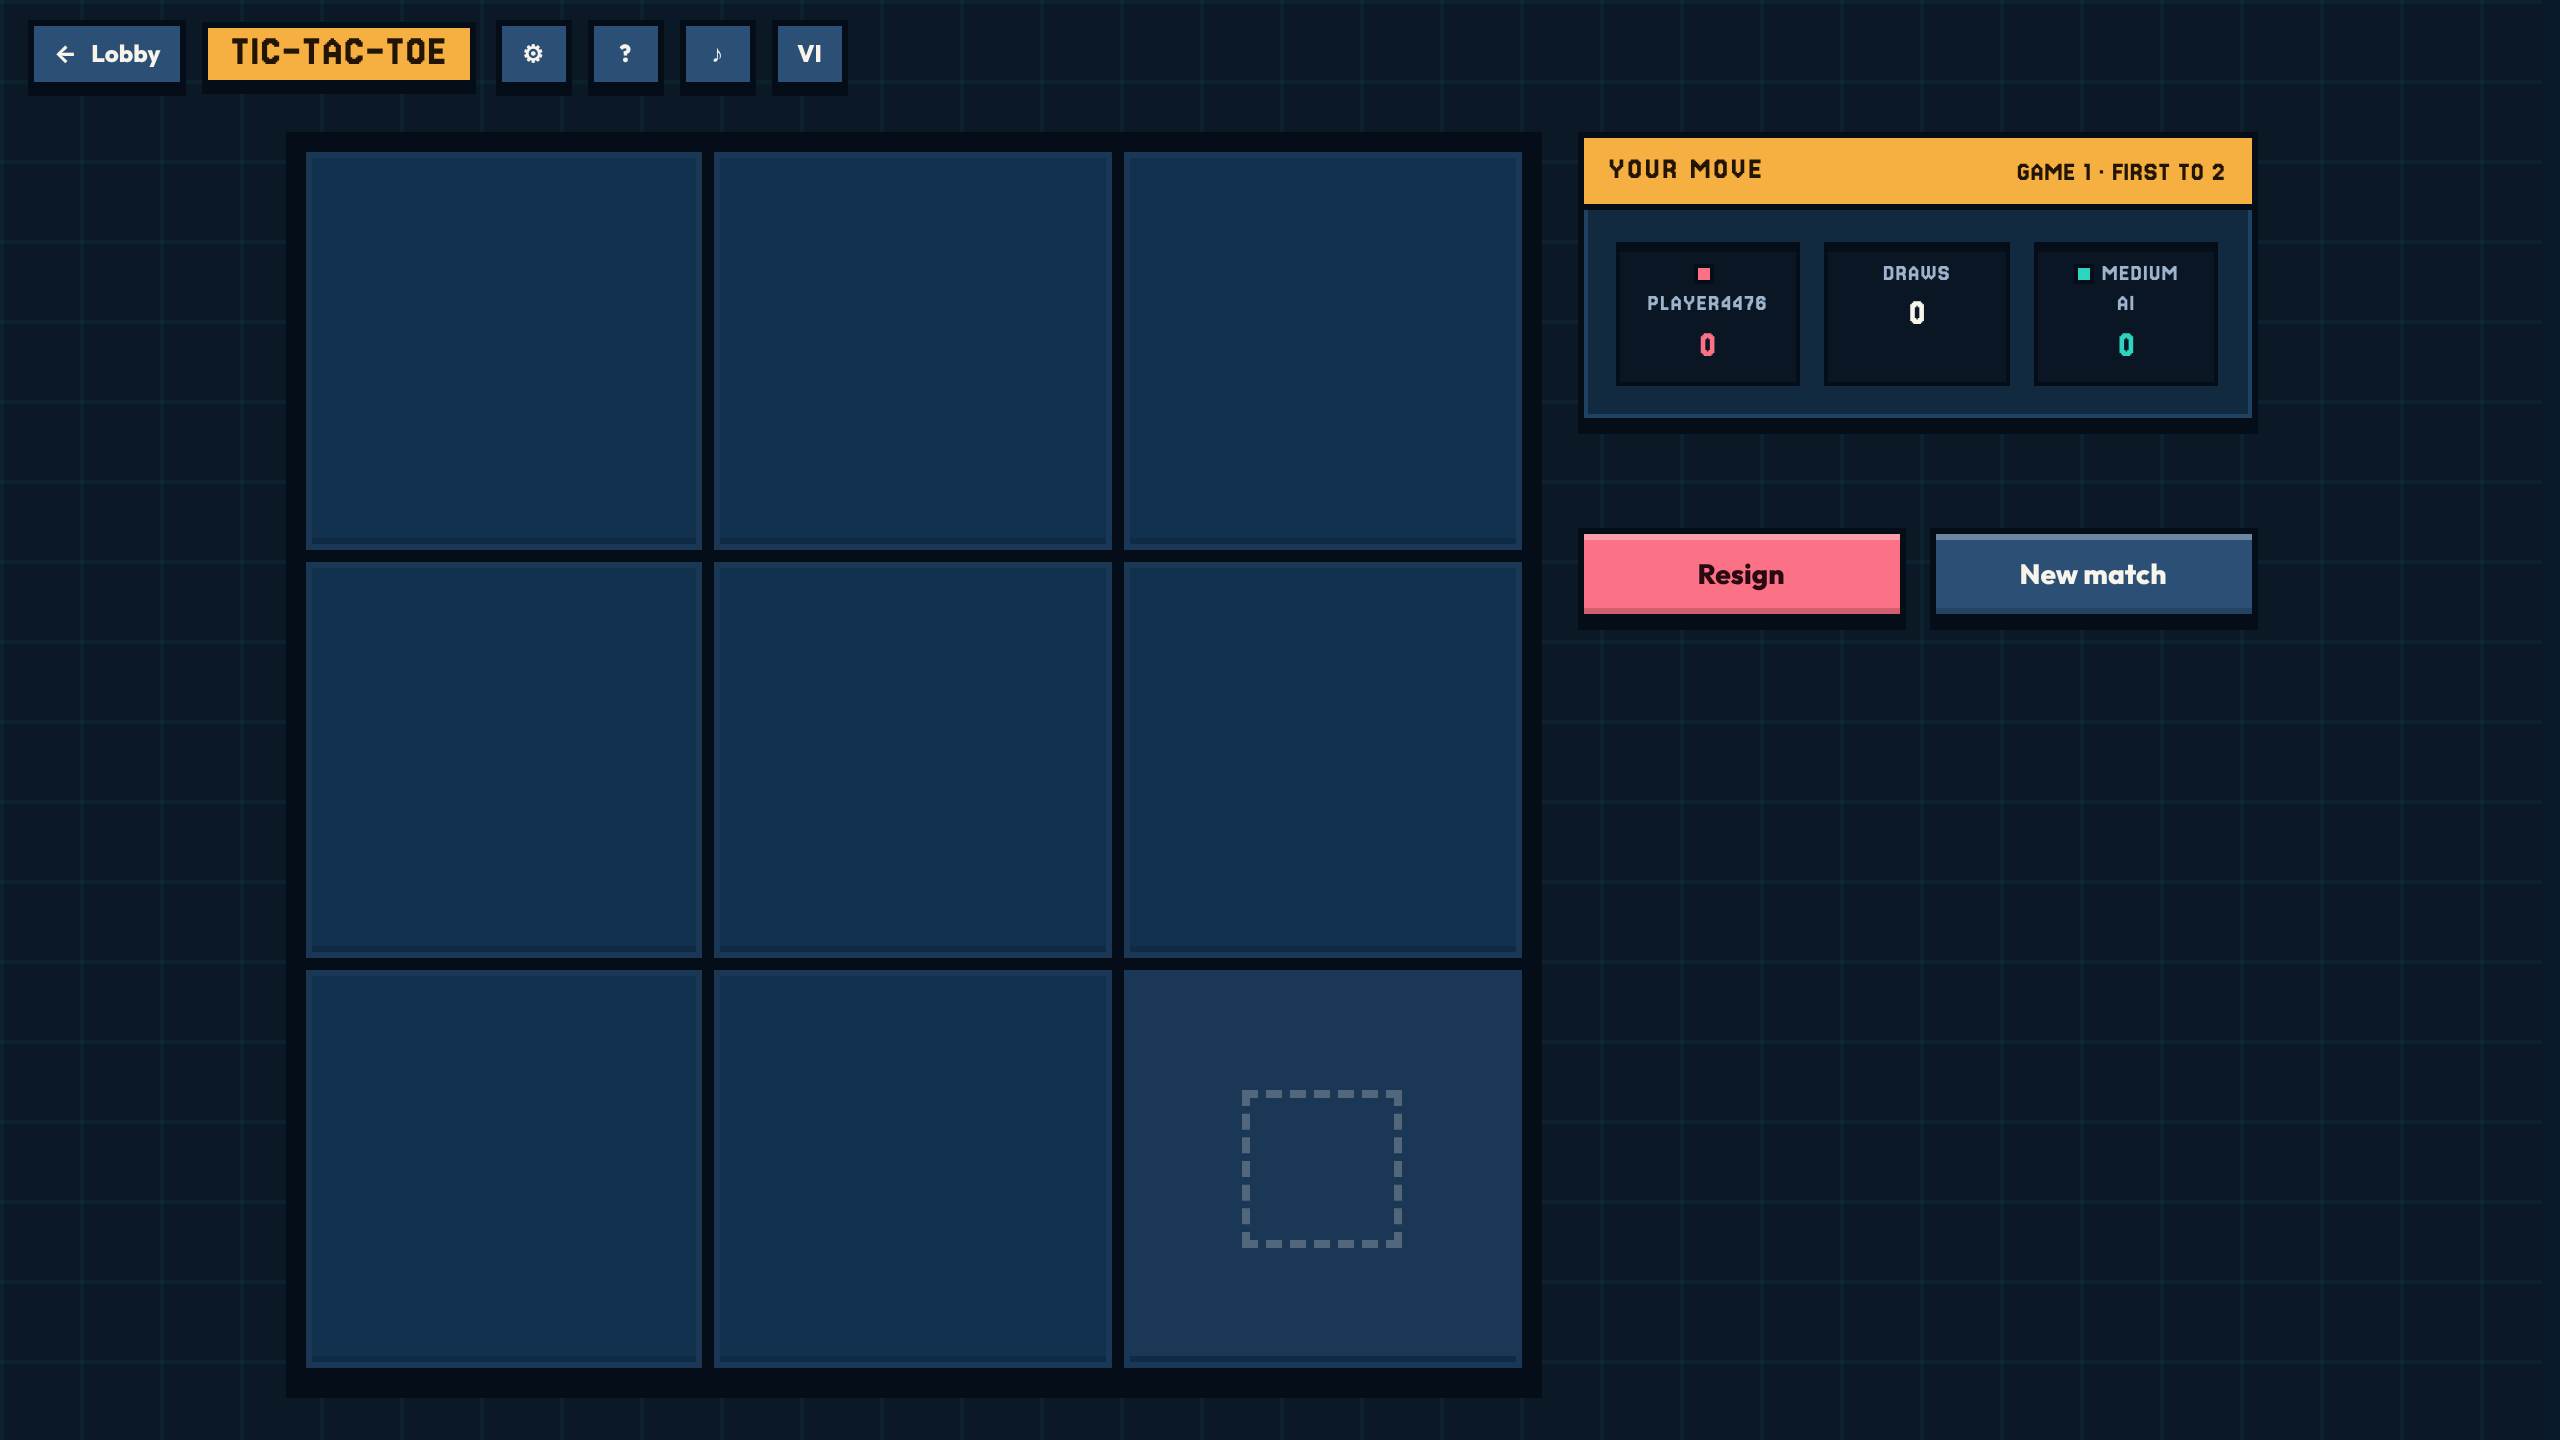 ← Lobby
TIC-TAC-TOE
⚙
?
♪
VI
YOUR MOVE
GAME 1 · FIRST TO 2
PLAYER4476
0
DRAWS
0
MEDIUM
AI
0
Resign
New match